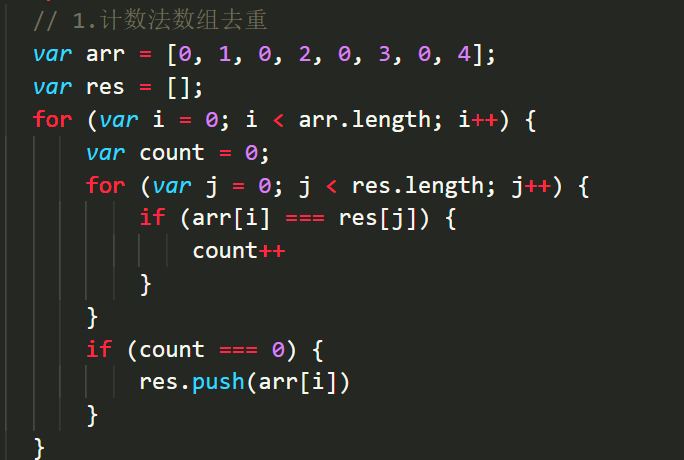 // 1.计数法数组去重
var arr = [0, 1, 0, 2, 0, 3, 0, 4];
var res = [];
for (var i = 0; i < arr.length; i++) {
    var count = 0;
    for (var j = 0; j < res.length; j++) {
        if (arr[i] === res[j]) {
            count++
        }
    }
    if (count === 0) {
        res.push(arr[i])
    }
}